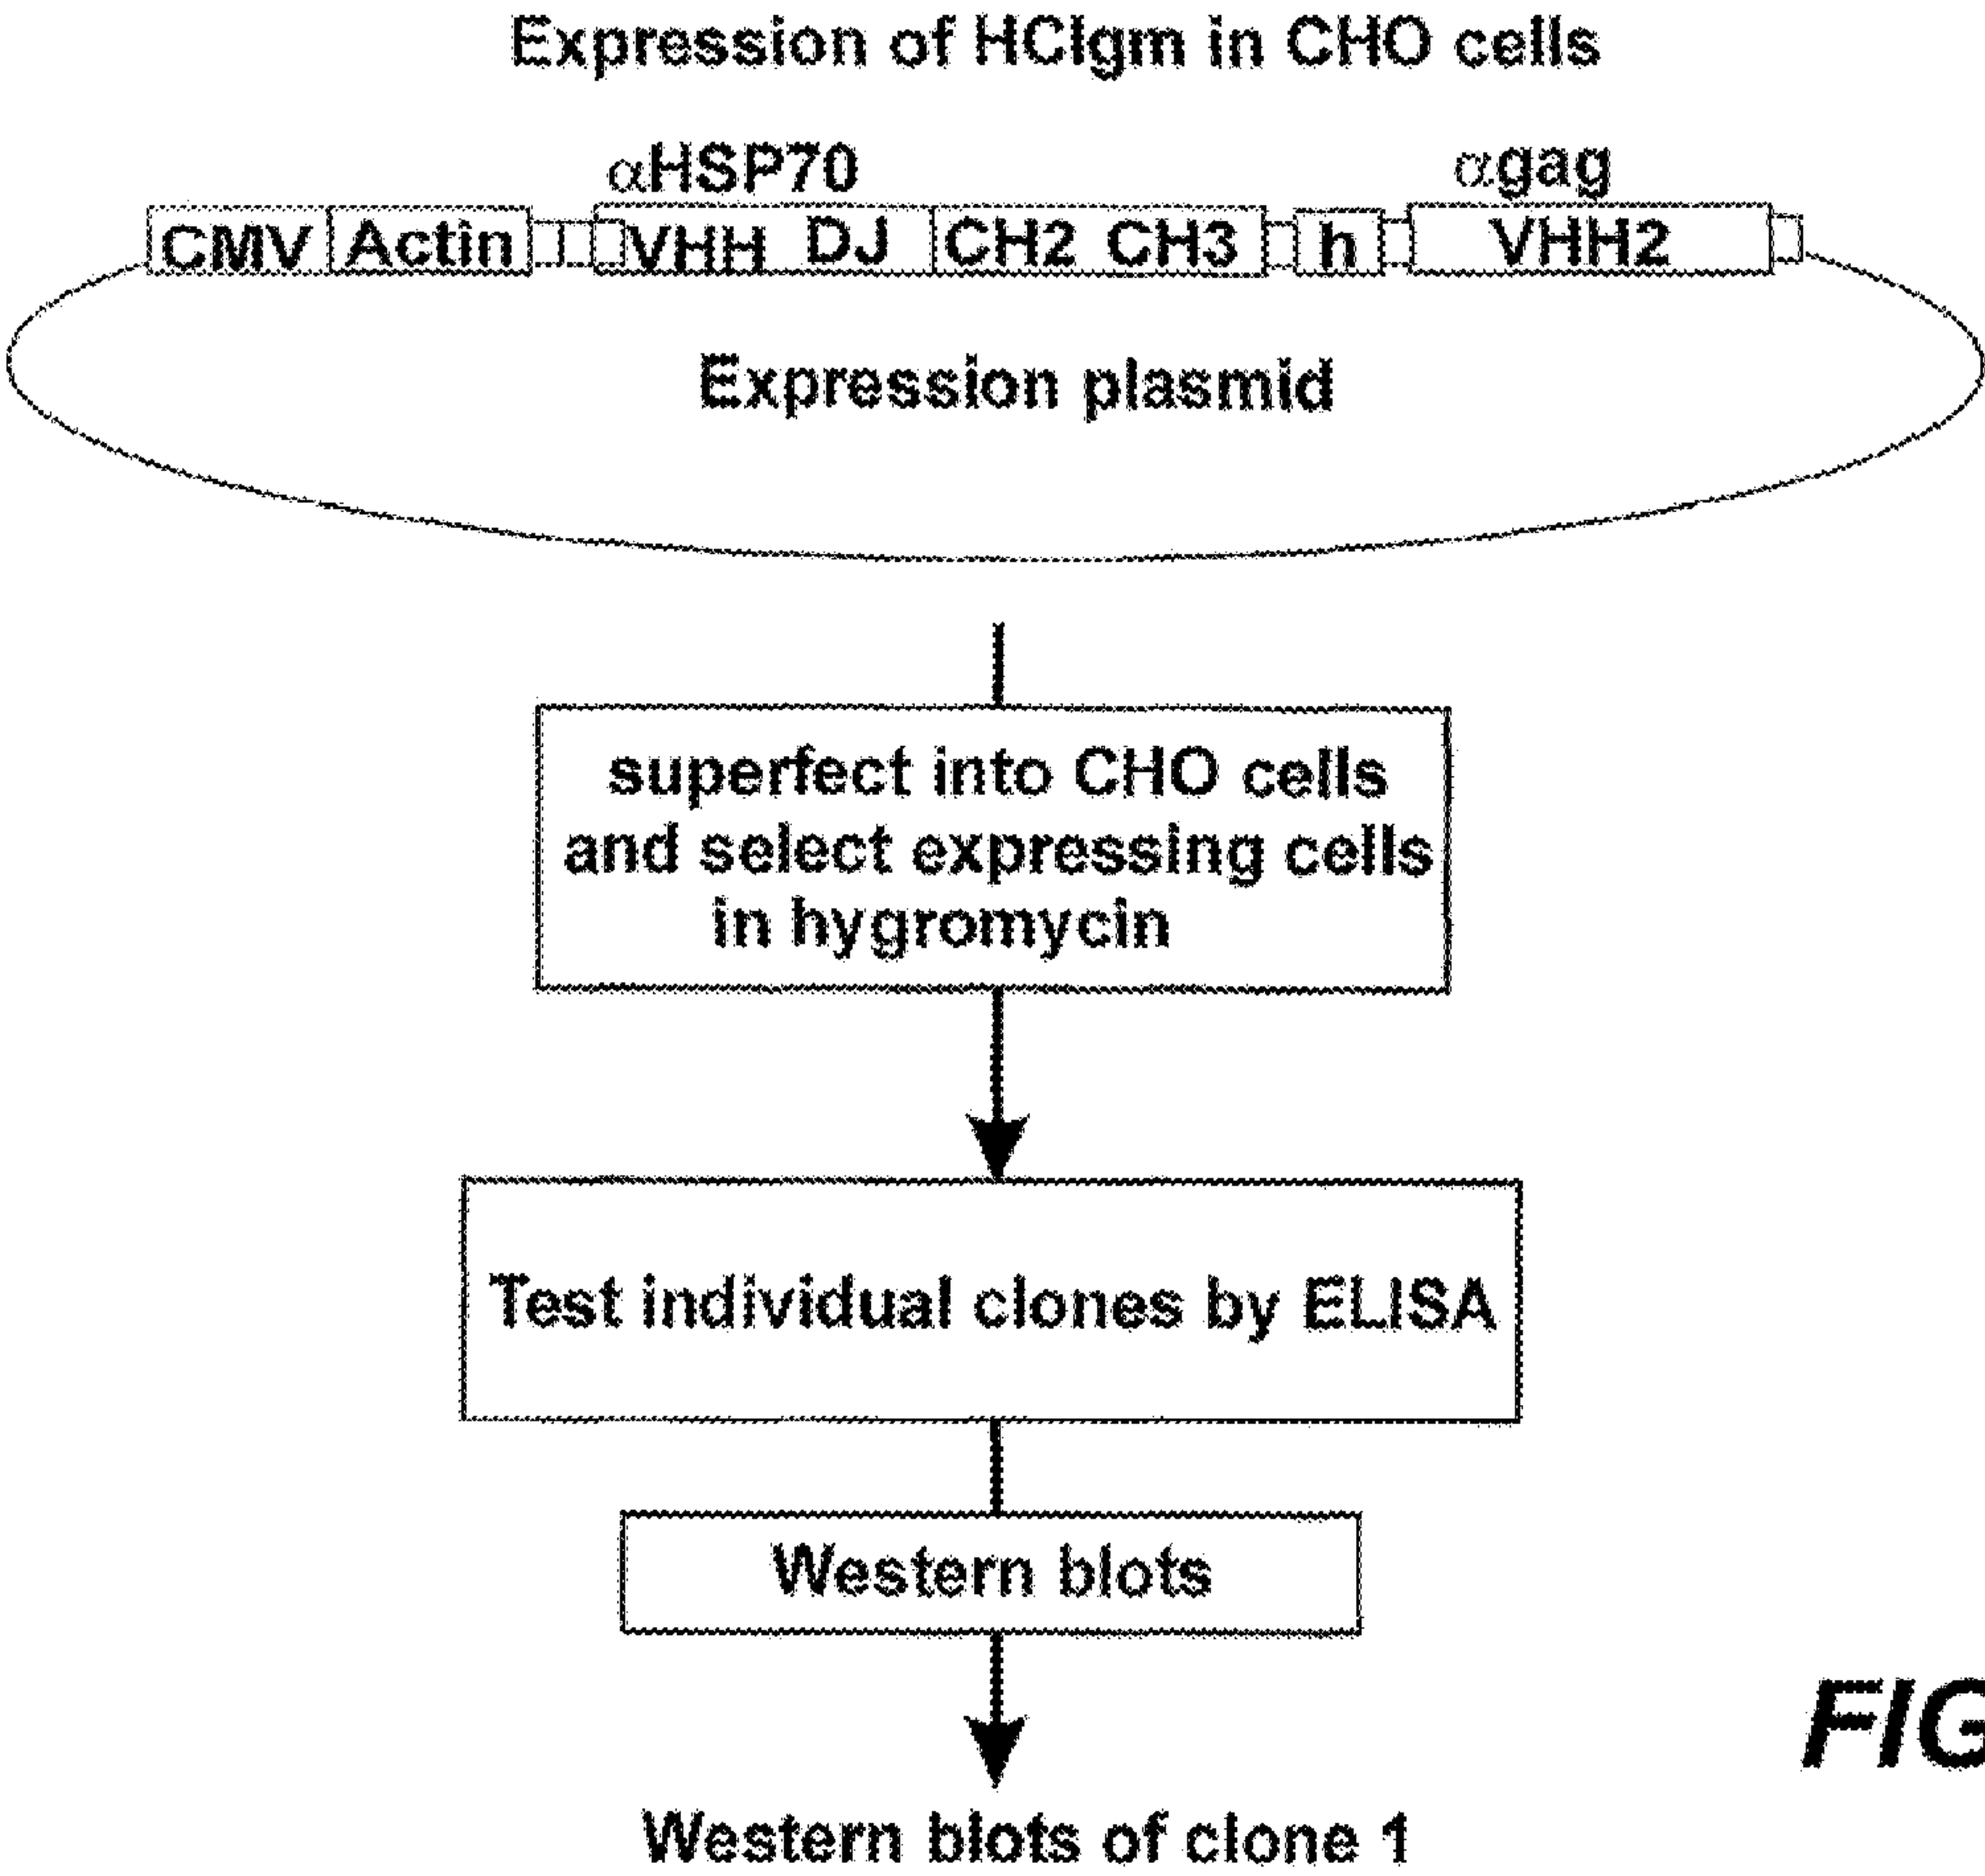 Expression of HCIgm in CHO cells
αHSP70 αgag
CMV Actin VHH DJ CH2 CH3 h VHH2
Expression plasmid
superfect into CHO cells
and select expressing cells
in hygromycin
Test individual clones by ELISA
Western blots
FIG
Western blots of clone 1